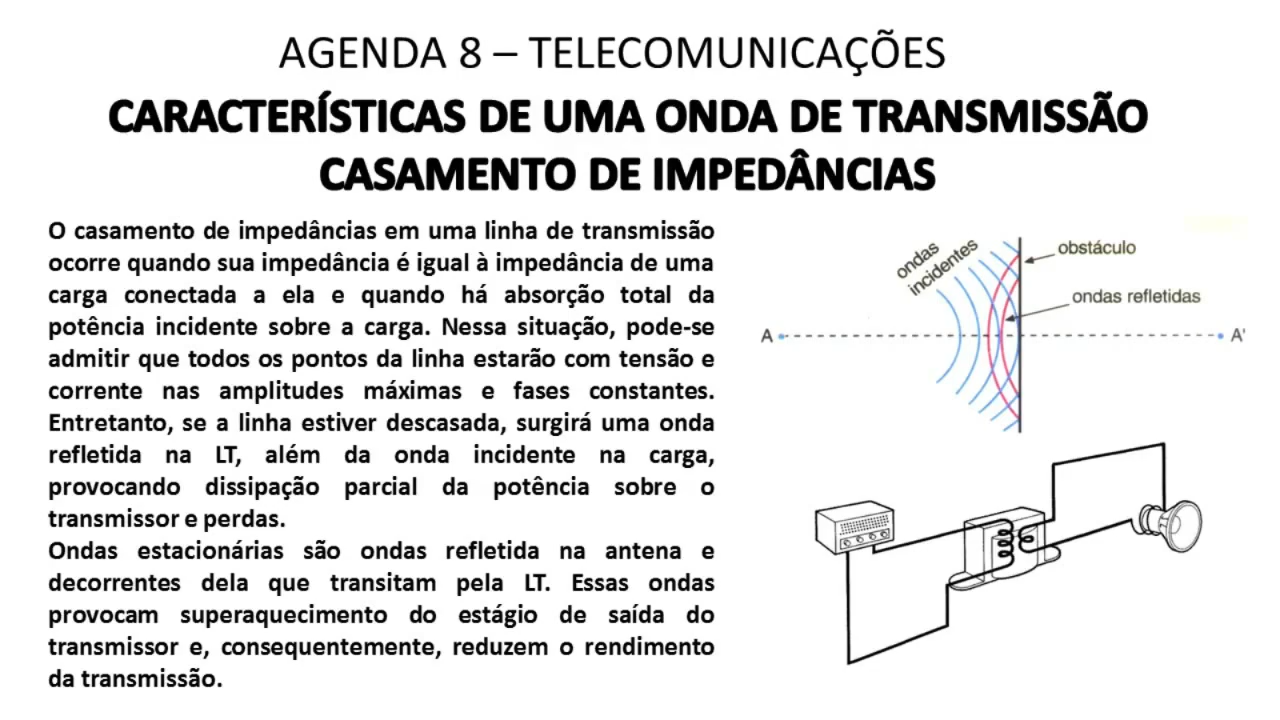 AGENDA 8 – TELECOMUNICAÇÕES
CARACTERÍSTICAS DE UMA ONDA DE TRANSMISSÃO
CASAMENTO DE IMPEDÂNCIAS
O casamento de impedâncias em uma linha de transmissão
ocorre quando sua impedância é igual à impedância de uma
carga conectada a ela e quando há absorção total da
potência incidente sobre a carga. Nessa situação, pode-se
admitir que todos os pontos da linha estarão com tensão e
corrente nas amplitudes máximas e fases constantes.
Entretanto, se a linha estiver descasada, surgirá uma onda
refletida na LT, além da onda incidente na carga,
provocando dissipação parcial da potência sobre o
transmissor e perdas.
Ondas estacionárias são ondas refletida na antena e
decorrentes dela que transitam pela LT. Essas ondas
provocam superaquecimento do estágio de saída do
transmissor e, consequentemente, reduzem o rendimento
da transmissão.
ondas
incidentes
obstáculo
ondas refletidas
A
A'